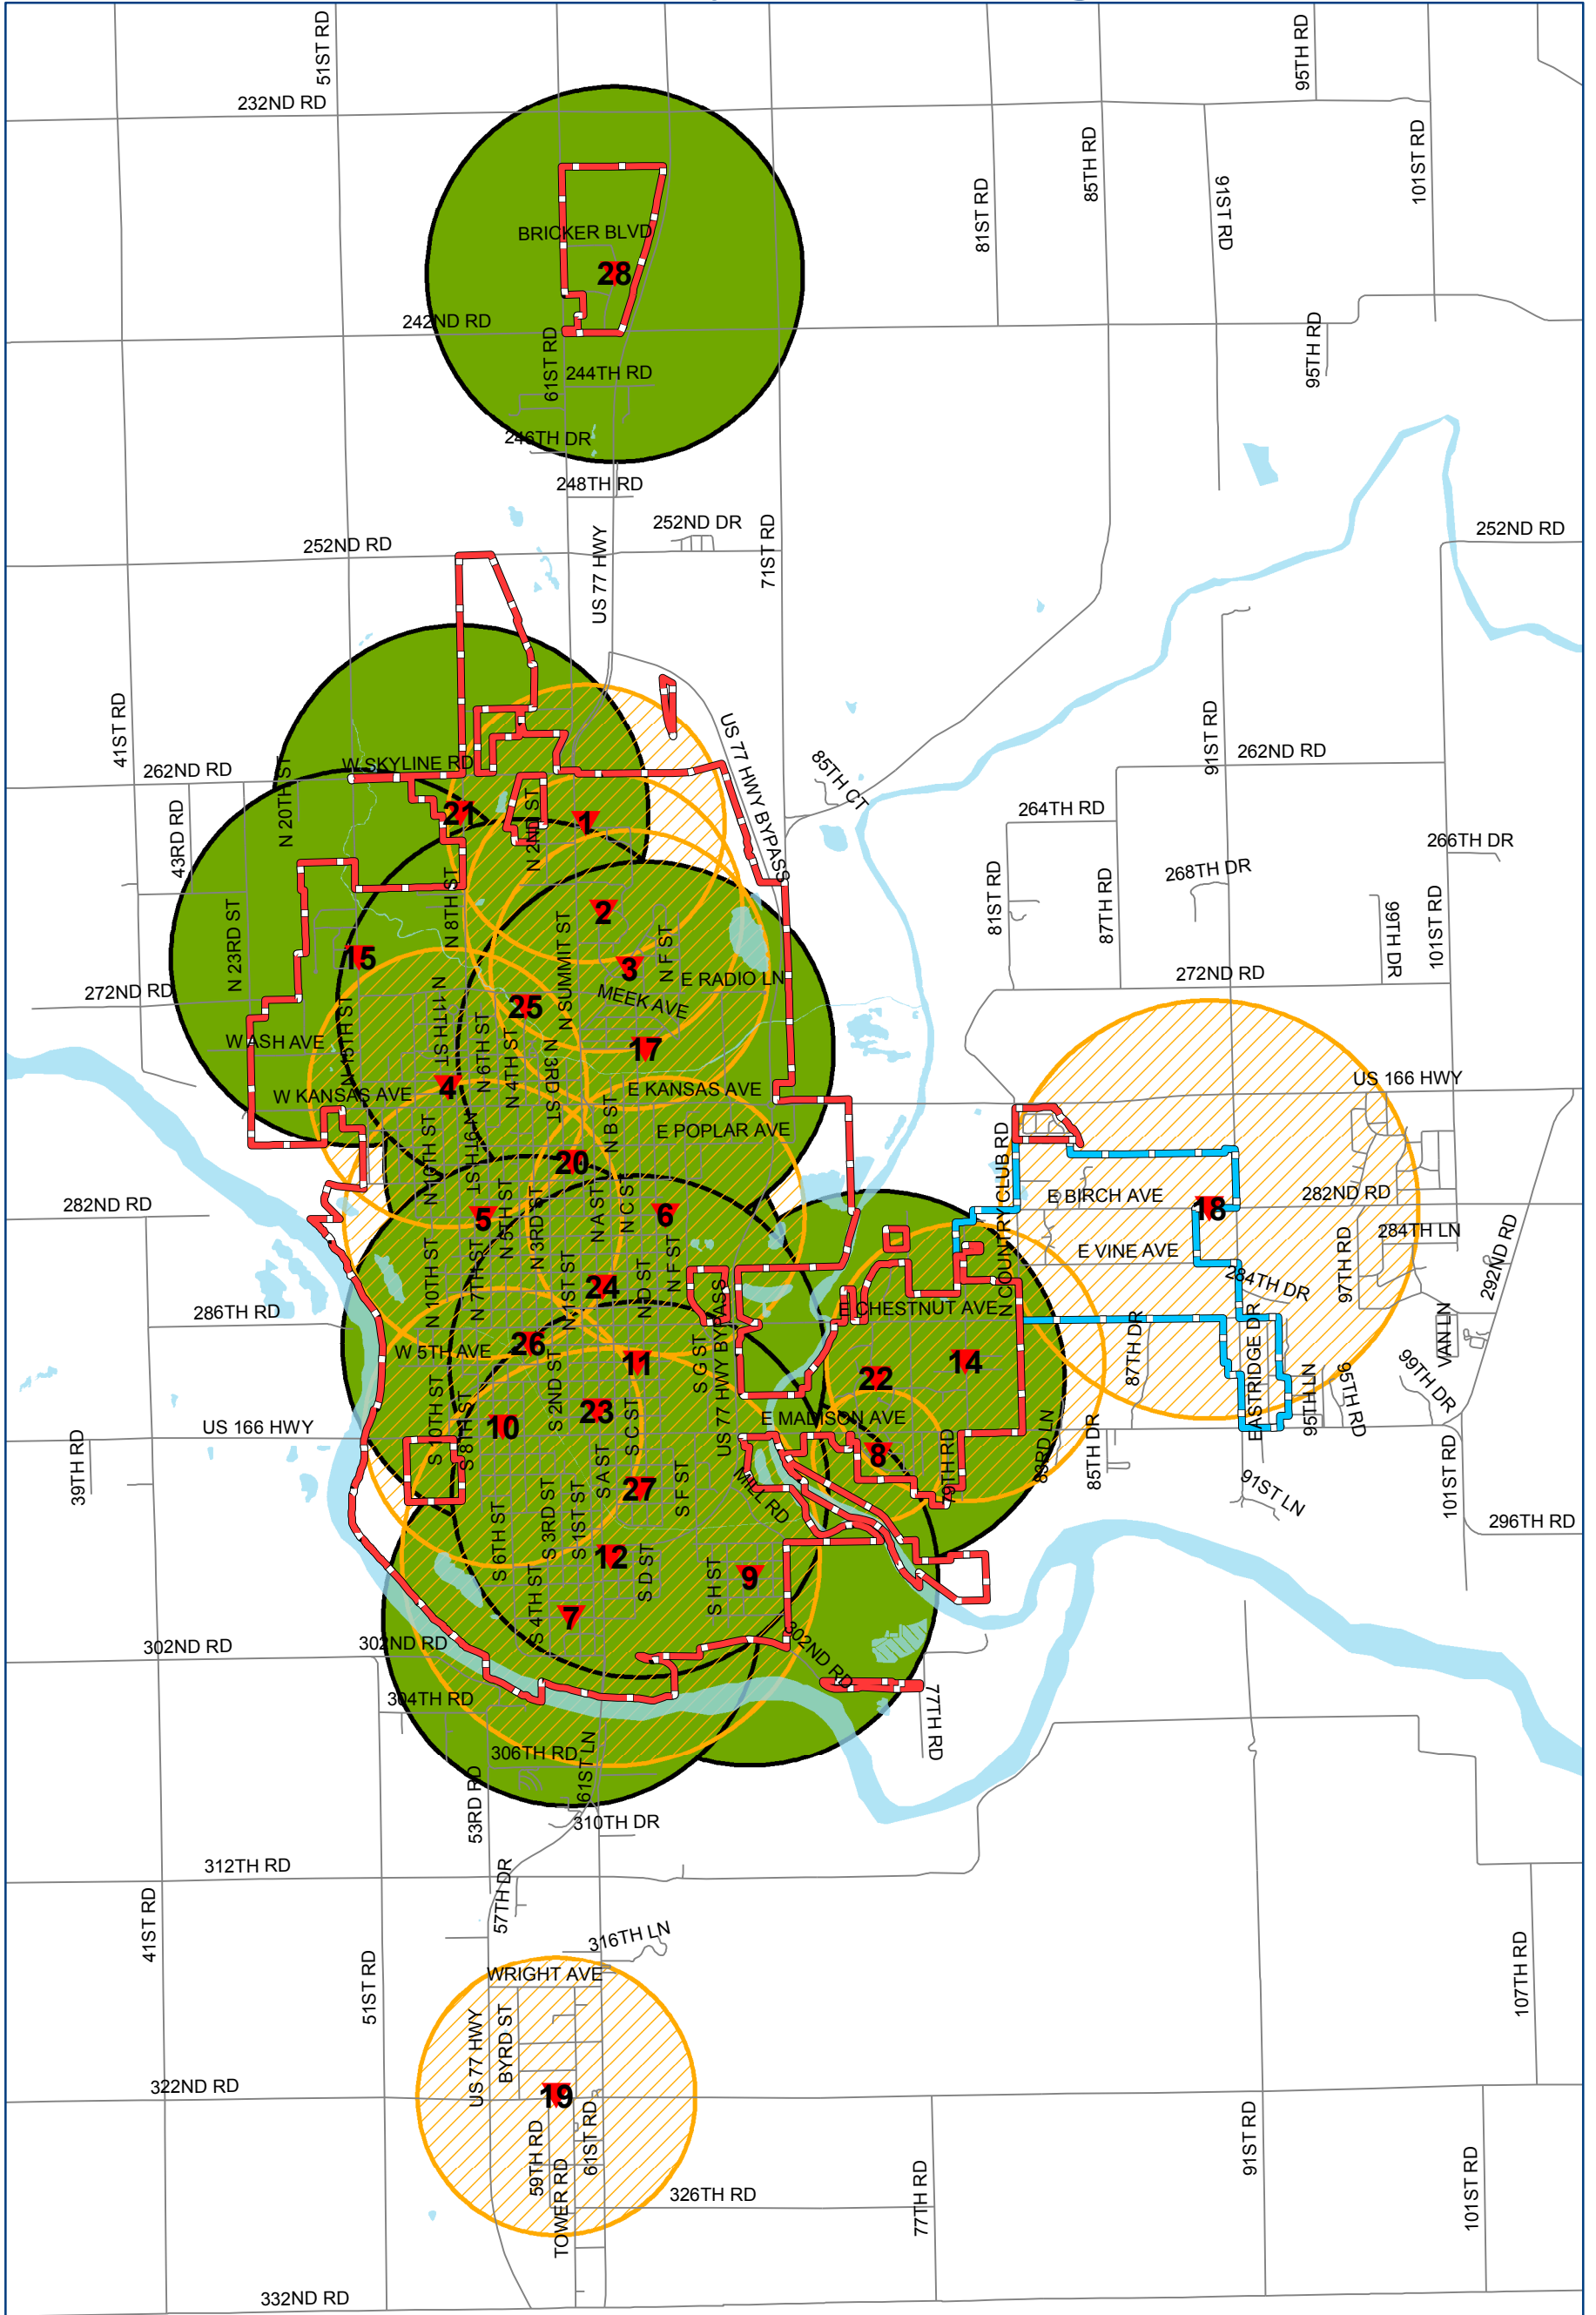 51ST RD
95TH RD
232ND RD
85TH RD
101ST RD
81ST RD
91ST RD
BRICKER BLVD
28
242ND RD
61ST RD
244TH RD
95TH RD
246TH DR
248TH RD
252ND RD
252ND DR
71ST RD
252ND RD
US 77 HWY
41ST RD
262ND RD
W SKYLINE RD
N 20TH ST
US 77 HWY BYPASS
85TH CT
91ST RD
262ND RD
43RD RD
21
1
N 2ND ST
264TH RD
266TH DR
268TH DR
N 23RD ST
N 8TH ST
2
N SUMMIT ST
N F ST
81ST RD
87TH RD
99TH DR
101ST RD
15
3
E RADIO LN
272ND RD
272ND RD
N 11TH ST
MEEK AVE
25
N 15TH ST
N 6TH ST
N 4TH ST
W ASH AVE
17
N 3RD ST
4
W KANSAS AVE
E KANSAS AVE
US 166 HWY
N B ST
E POPLAR AVE
N 10TH ST
N 9TH ST
20
N COUNTRY CLUB RD
282ND RD
5
N 5TH ST
N 3RD ST
N A ST
N C ST
6
E BIRCH AVE
18
282ND RD
E VINE AVE
284TH LN
N 10TH ST
N 7TH ST
N 1ST ST
24
N D ST
N F ST
284TH DR
97TH RD
292ND RD
286TH RD
E CHESTNUT AVE
US 77 HWY BYPASS
W 5TH AVE
26
11
S G ST
22
14
87TH DR
EASTRIDGE DR
VAN LN
S 10TH ST
S 8TH ST
S 2ND ST
23
95TH LN
95TH RD
99TH DR
US 166 HWY
10
S C ST
E MADISON AVE
8
83RD LN
85TH DR
39TH RD
S A ST
27
S F ST
MILL RD
79TH RD
91ST LN
101ST RD
S 6TH ST
S 3RD ST
S 1ST ST
296TH RD
12
S D ST
S H ST
9
S 4TH ST
7
302ND RD
302ND RD
302ND RD
304TH RD
77TH RD
306TH RD
61ST LN
53RD RD
310TH DR
312TH RD
57TH DR
41ST RD
51ST RD
316TH LN
WRIGHT AVE
107TH RD
US 77 HWY
BYRD ST
322ND RD
19
59TH RD
61ST RD
TOWER RD
326TH RD
77TH RD
91ST RD
101ST RD
332ND RD